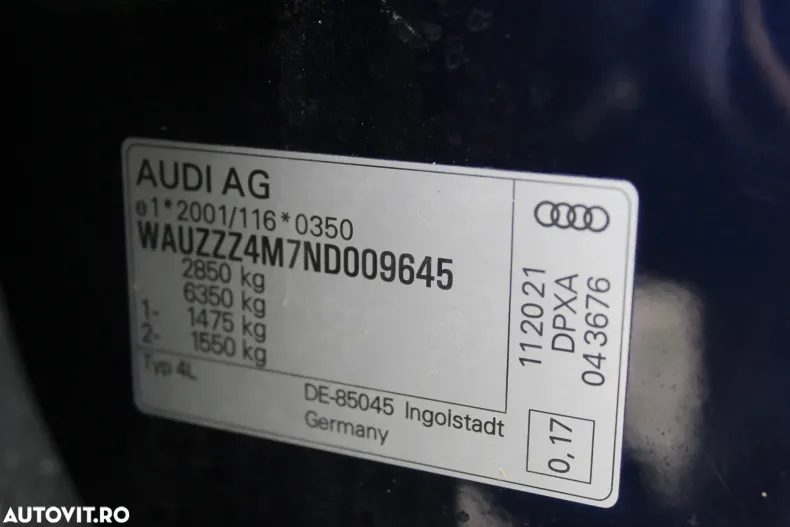 AUDI AG
e1*2001/116*0350
WAUZZZ4M7ND009645
2850 kg
6350 kg
1- 1475 kg
2- 1550 kg
Typ 4L
DE-85045 Ingolstadt
Germany
112021
DPXA
043676
0,17
AUTOVIT.RO